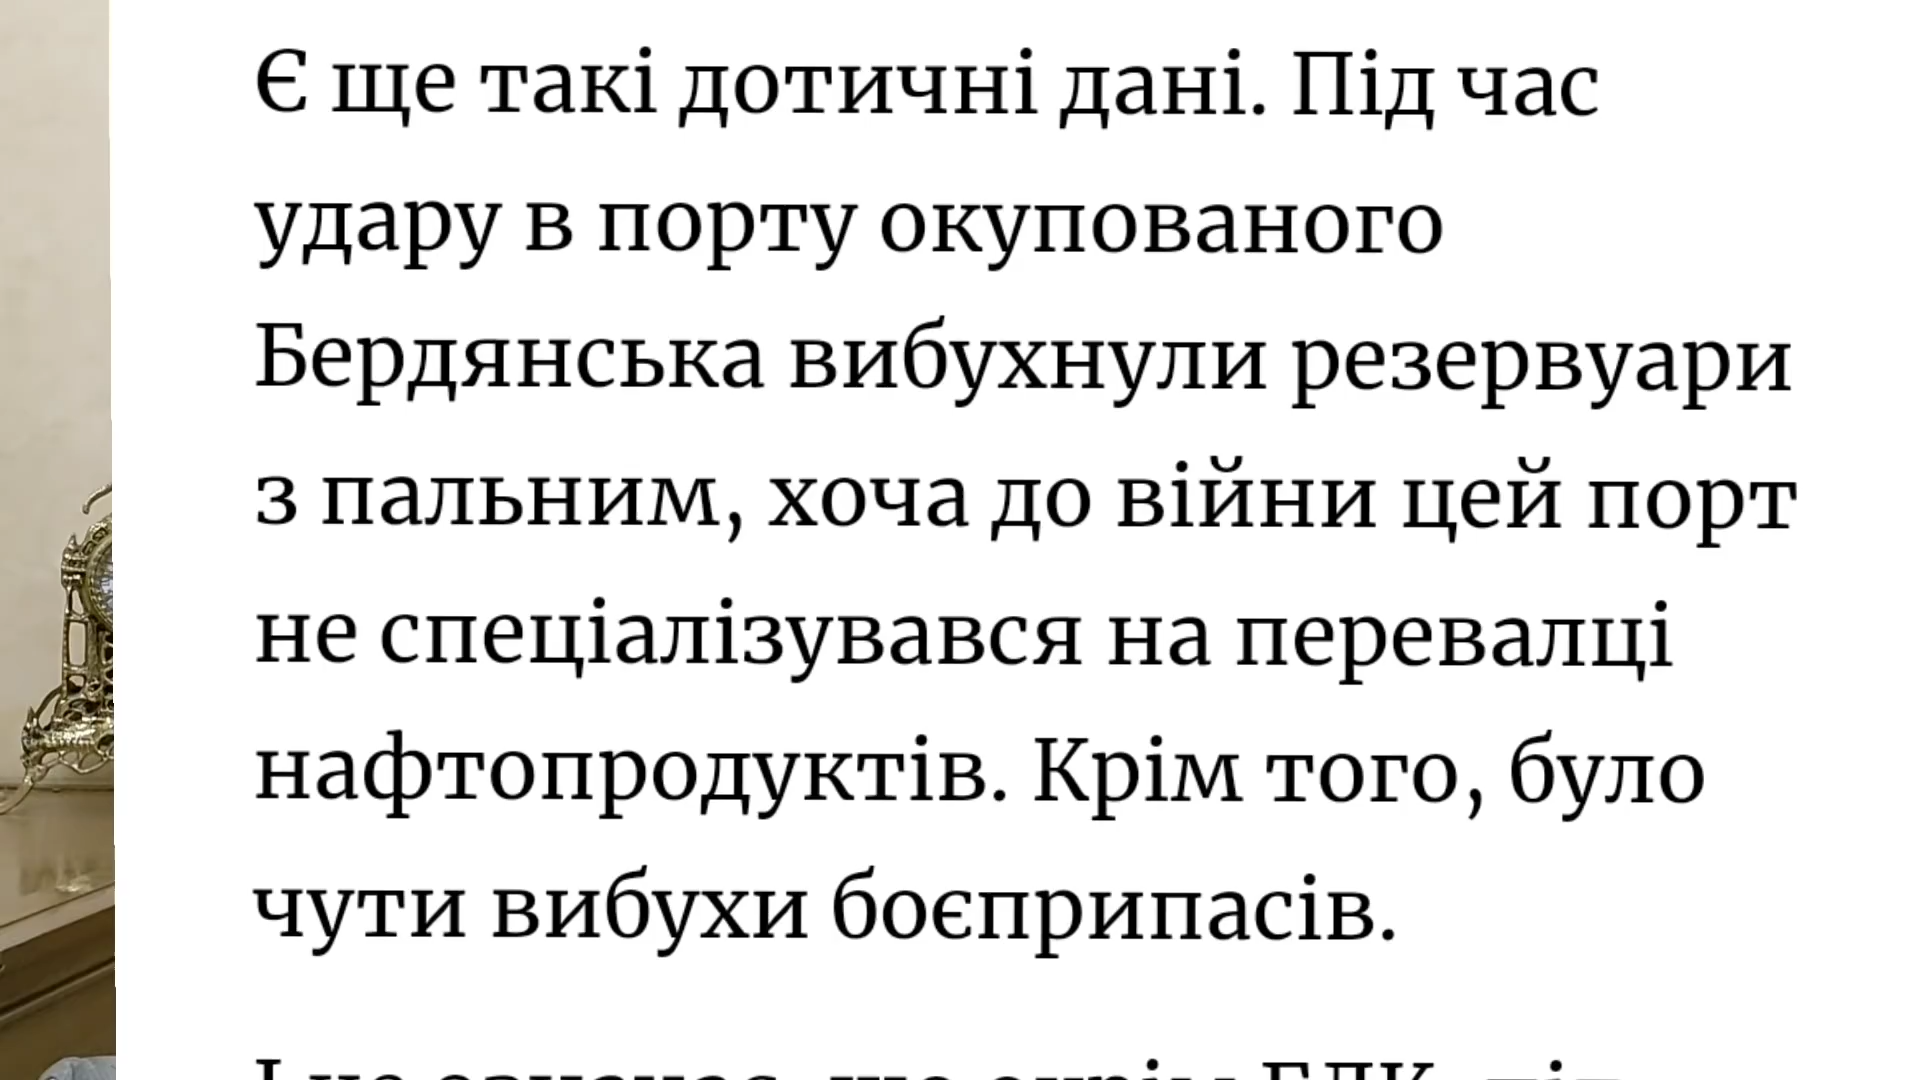 Є ще такі дотичні дані. Під час
удару в порту окупованого
Бердянська вибухнули резервуари
з пальним, хоча до війни цей порт
не спеціалізувався на перевалці
нафтопродуктів. Крім того, було
чути вибухи боєприпасів.